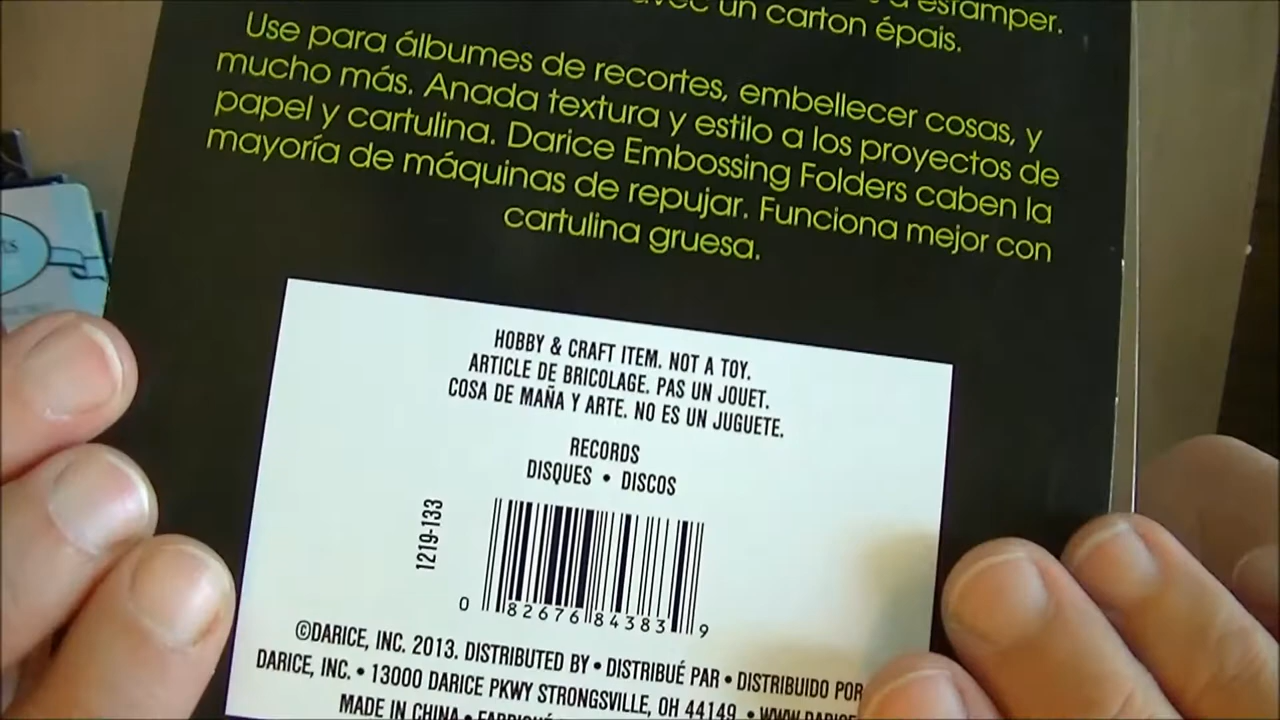 à estamper.
avec un carton épais.
Use para álbumes de recortes, embellecer cosas, y
mucho más. Anada textura y estilo a los proyectos de
papel y cartulina. Darice Embossing Folders caben la
mayoría de máquinas de repujar. Funciona mejor con
cartulina gruesa.
HOBBY & CRAFT ITEM. NOT A TOY.
ARTICLE DE BRICOLAGE. PAS UN JOUET.
COSA DE MAÑA Y ARTE. NO ES UN JUGUETE.
RECORDS
DISQUES • DISCOS
1219-133
0 82676 84383 9
©DARICE, INC. 2013. DISTRIBUTED BY • DISTRIBUÉ PAR • DISTRIBUIDO POR
DARICE, INC. • 13000 DARICE PKWY STRONGSVILLE, OH 44149 • WWW.DARICE
MADE IN CHINA •